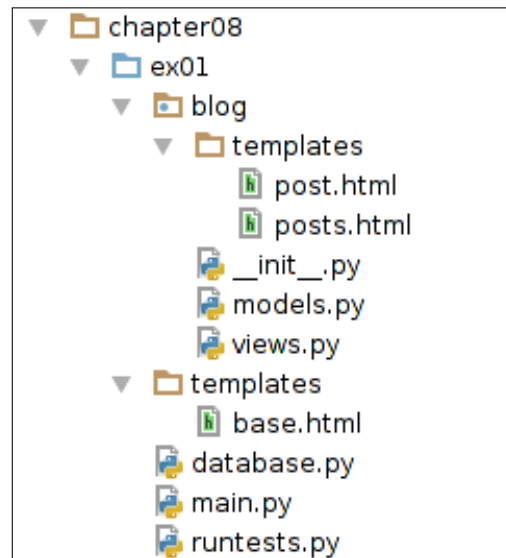 chapter08
ex01
blog
templates
post.html
posts.html
__init__.py
models.py
views.py
templates
base.html
database.py
main.py
runtests.py